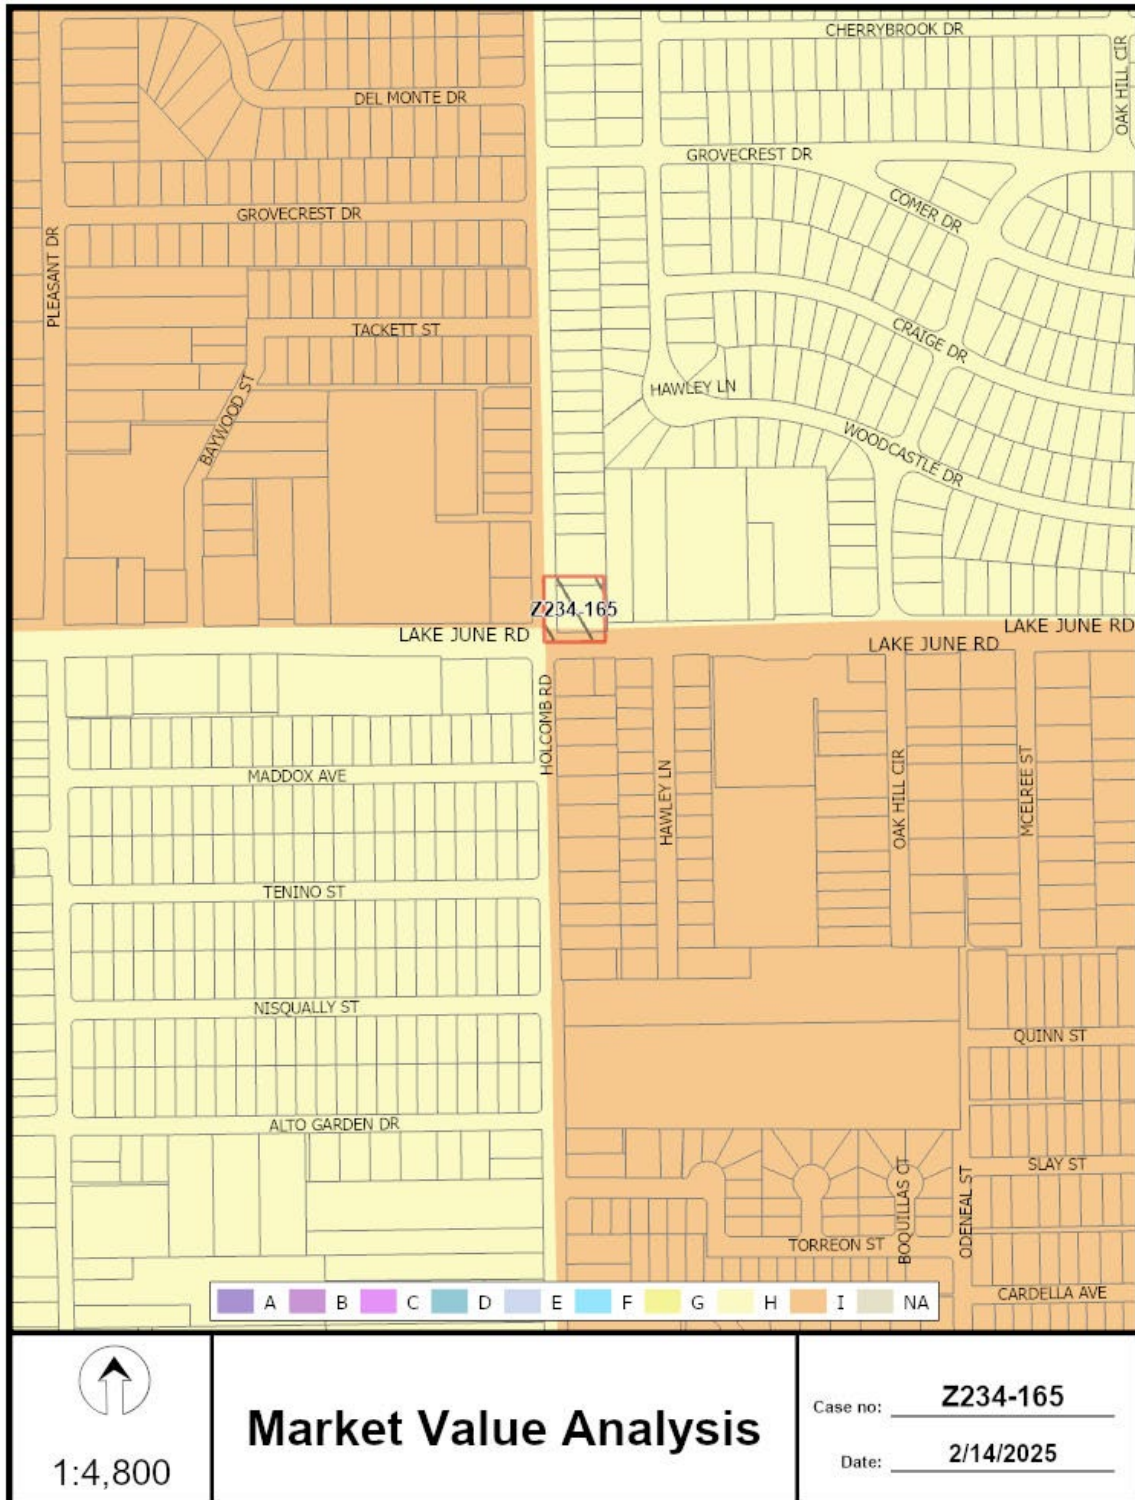 CHERRYBROOK DR
OAK HILL CIR
DEL MONTE DR
GROVECREST DR
COMER DR
GROVECREST DR
PLEASANT DR
TACKETT ST
CRAIGE DR
HAWLEY LN
BAYWOOD ST
WOODCASTLE DR
Z234-165
LAKE JUNE RD
LAKE JUNE RD
LAKE JUNE RD
HOLCOMB RD
MADDOX AVE
HAWLEY LN
OAK HILL CIR
MCELREE ST
TENINO ST
NISQUALLY ST
QUINN ST
ALTO GARDEN DR
SLAY ST
BOQUILLAS CT
ODENEAL ST
TORREON ST
CARDELLA AVE
A B C D E F G H I NA
1:4,800
Market Value Analysis
Case no: Z234-165
Date: 2/14/2025